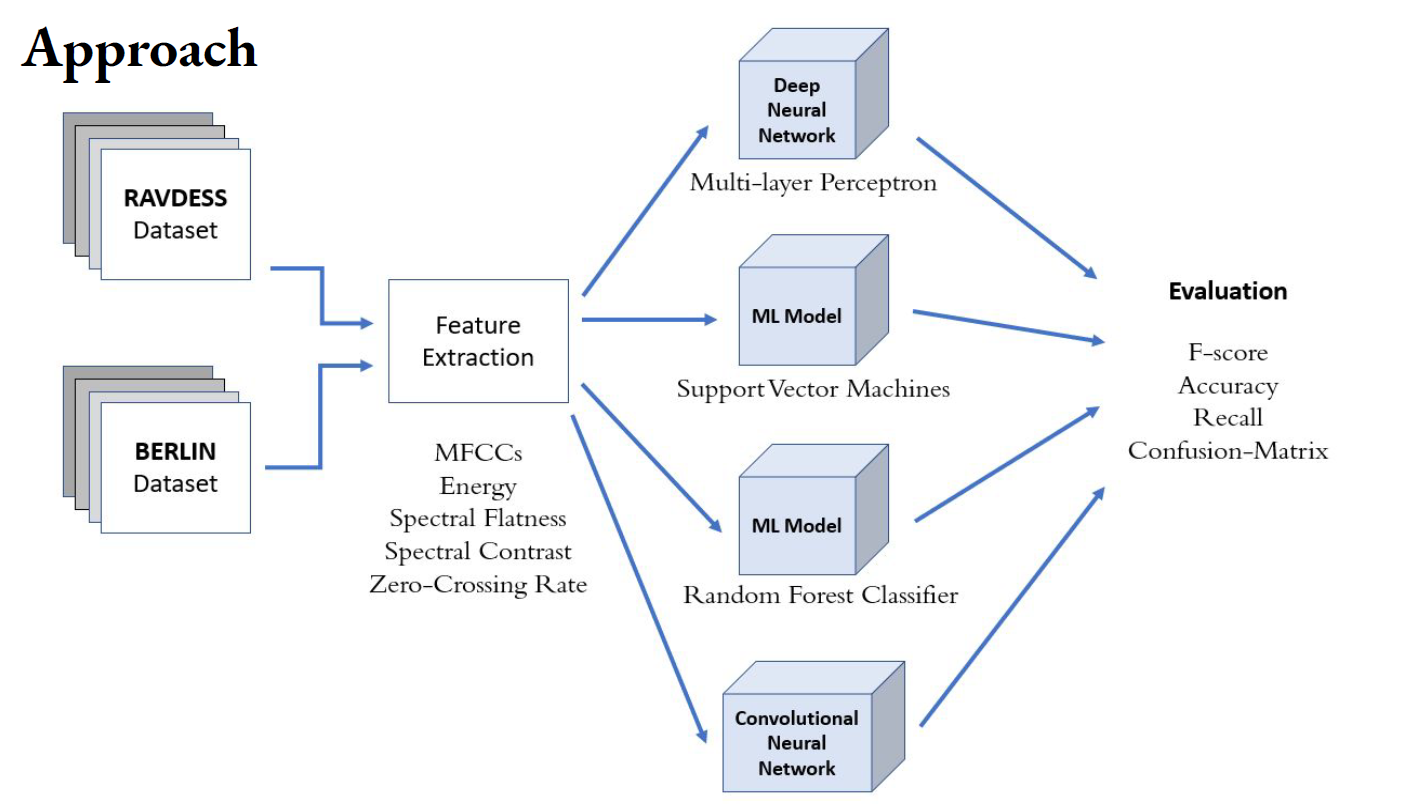 Approach
RAVDESS
Dataset
BERLIN
Dataset
Feature
Extraction
MFCCs
Energy
Spectral Flatness
Spectral Contrast
Zero-Crossing Rate
Deep
Neural
Network
Multi-layer Perceptron
ML Model
Support Vector Machines
ML Model
Random Forest Classifier
Convolutional
Neural
Network
Evaluation
F-score
Accuracy
Recall
Confusion-Matrix